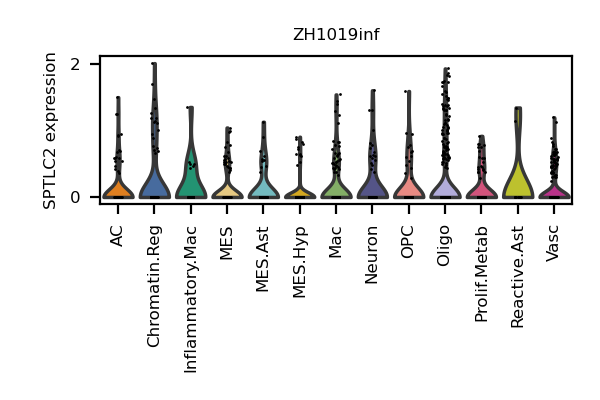 ZH1019inf
SPTLC2 expression
2
0
AC
Chromatin.Reg
Inflammatory.Mac
MES
MES.Ast
MES.Hyp
Mac
Neuron
OPC
Oligo
Prolif.Metab
Reactive.Ast
Vasc